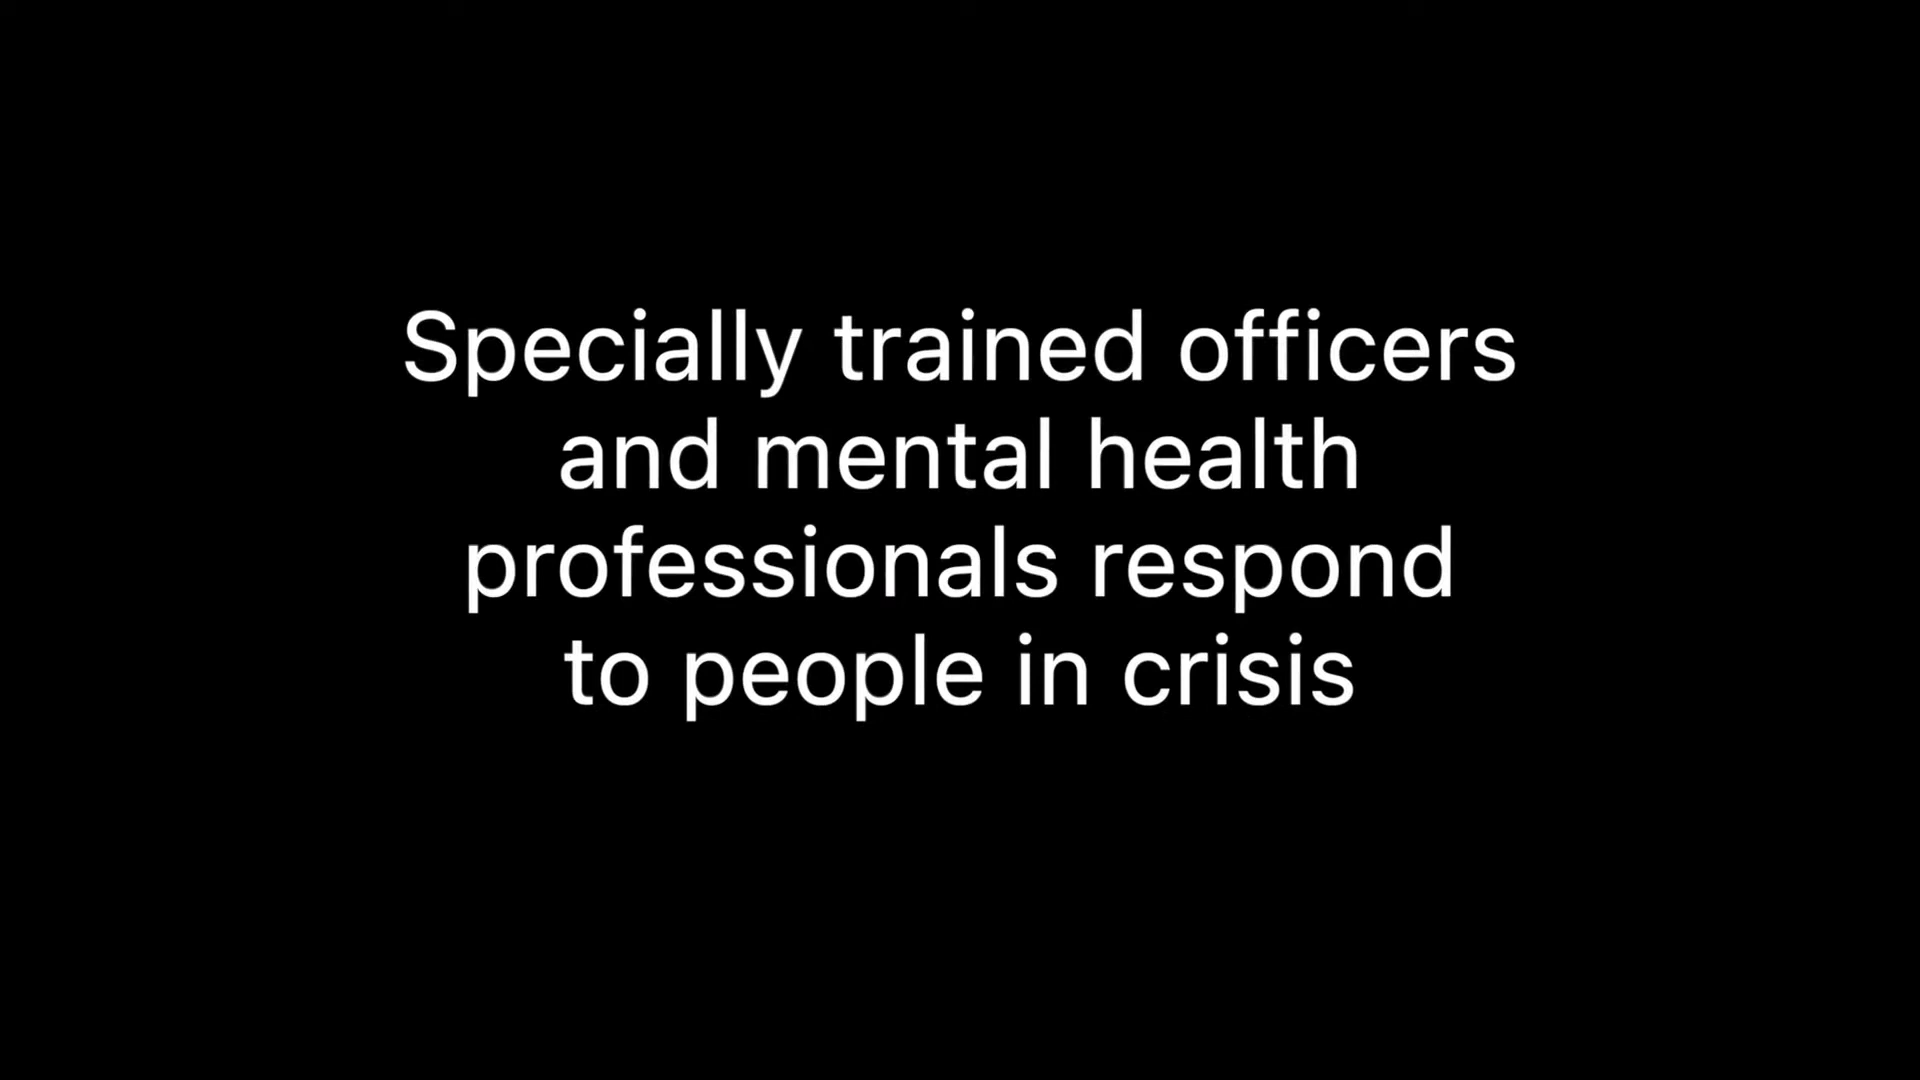 Specially trained officers
and mental health
professionals respond
to people in crisis